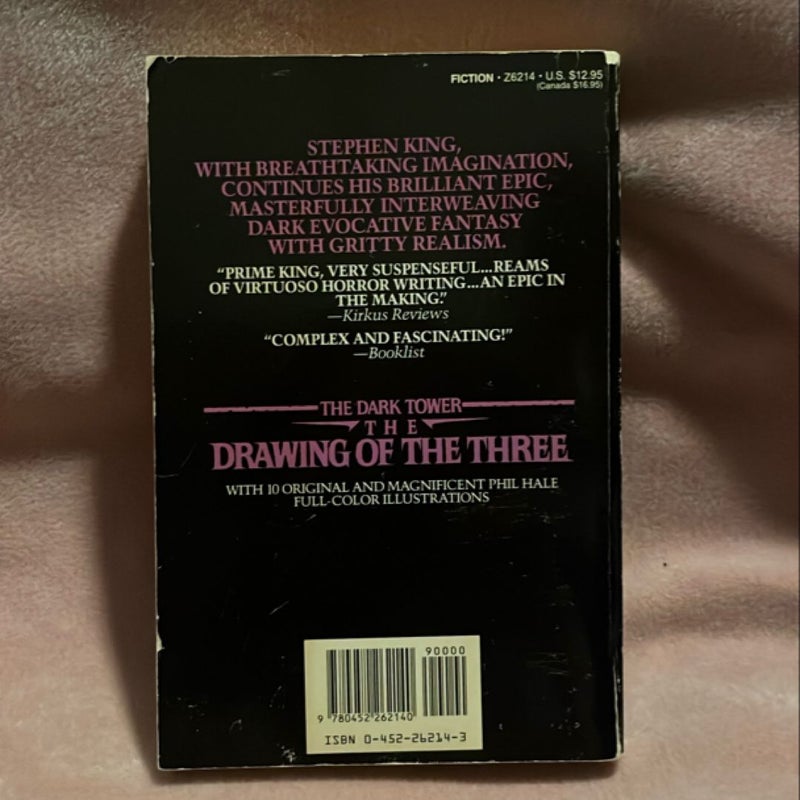 FICTION • Z6214 • U.S. $12.95
(Canada $16.95)
STEPHEN KING,
WITH BREATHTAKING IMAGINATION,
CONTINUES HIS BRILLIANT EPIC,
MASTERFULLY INTERWEAVING
DARK EVOCATIVE FANTASY
WITH GRITTY REALISM.
“PRIME KING, VERY SUSPENSEFUL...REAMS
OF VIRTUOSO HORROR WRITING...AN EPIC IN
THE MAKING.”
—Kirkus Reviews
“COMPLEX AND FASCINATING!”
—Booklist
THE DARK TOWER
THE
DRAWING OF THE THREE
WITH 10 ORIGINAL AND MAGNIFICENT PHIL HALE
FULL-COLOR ILLUSTRATIONS
90000
9 780452 262140
ISBN 0-452-26214-3